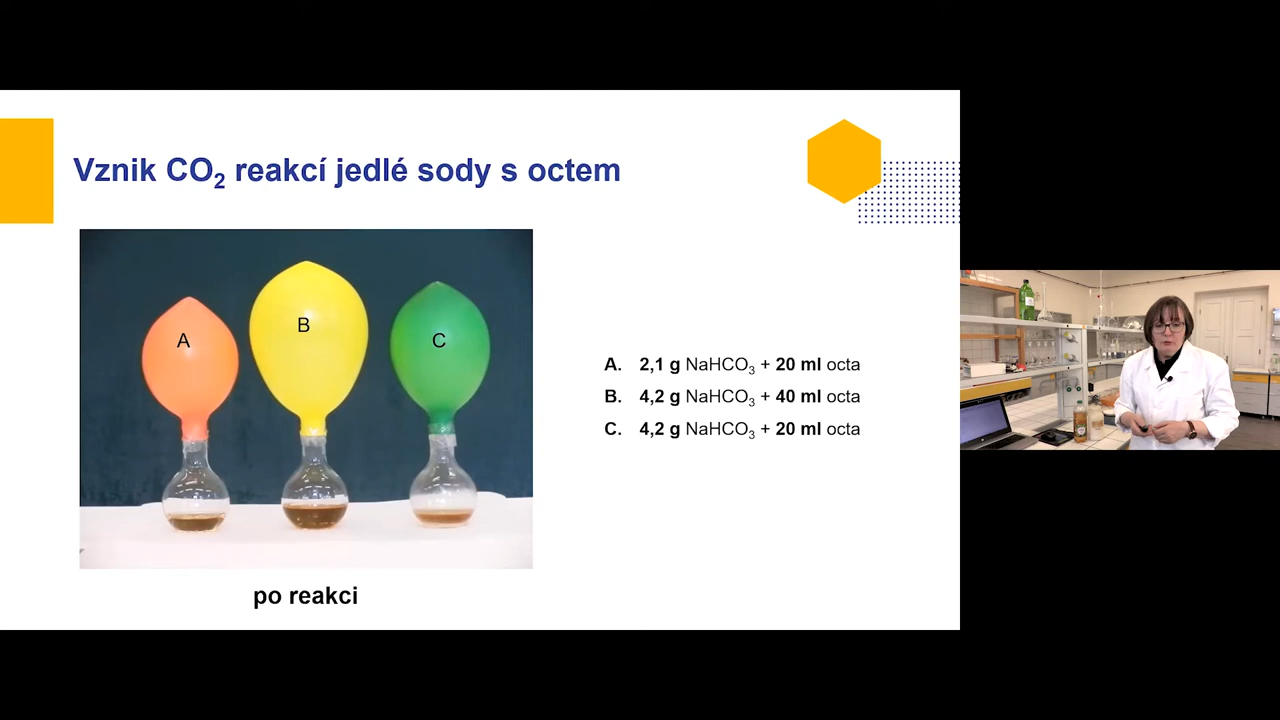 Vznik CO₂ reakcí jedlé sody s octem
A
B
C
A. 2,1 g NaHCO₃ + 20 ml octa
B. 4,2 g NaHCO₃ + 40 ml octa
C. 4,2 g NaHCO₃ + 20 ml octa
po reakci